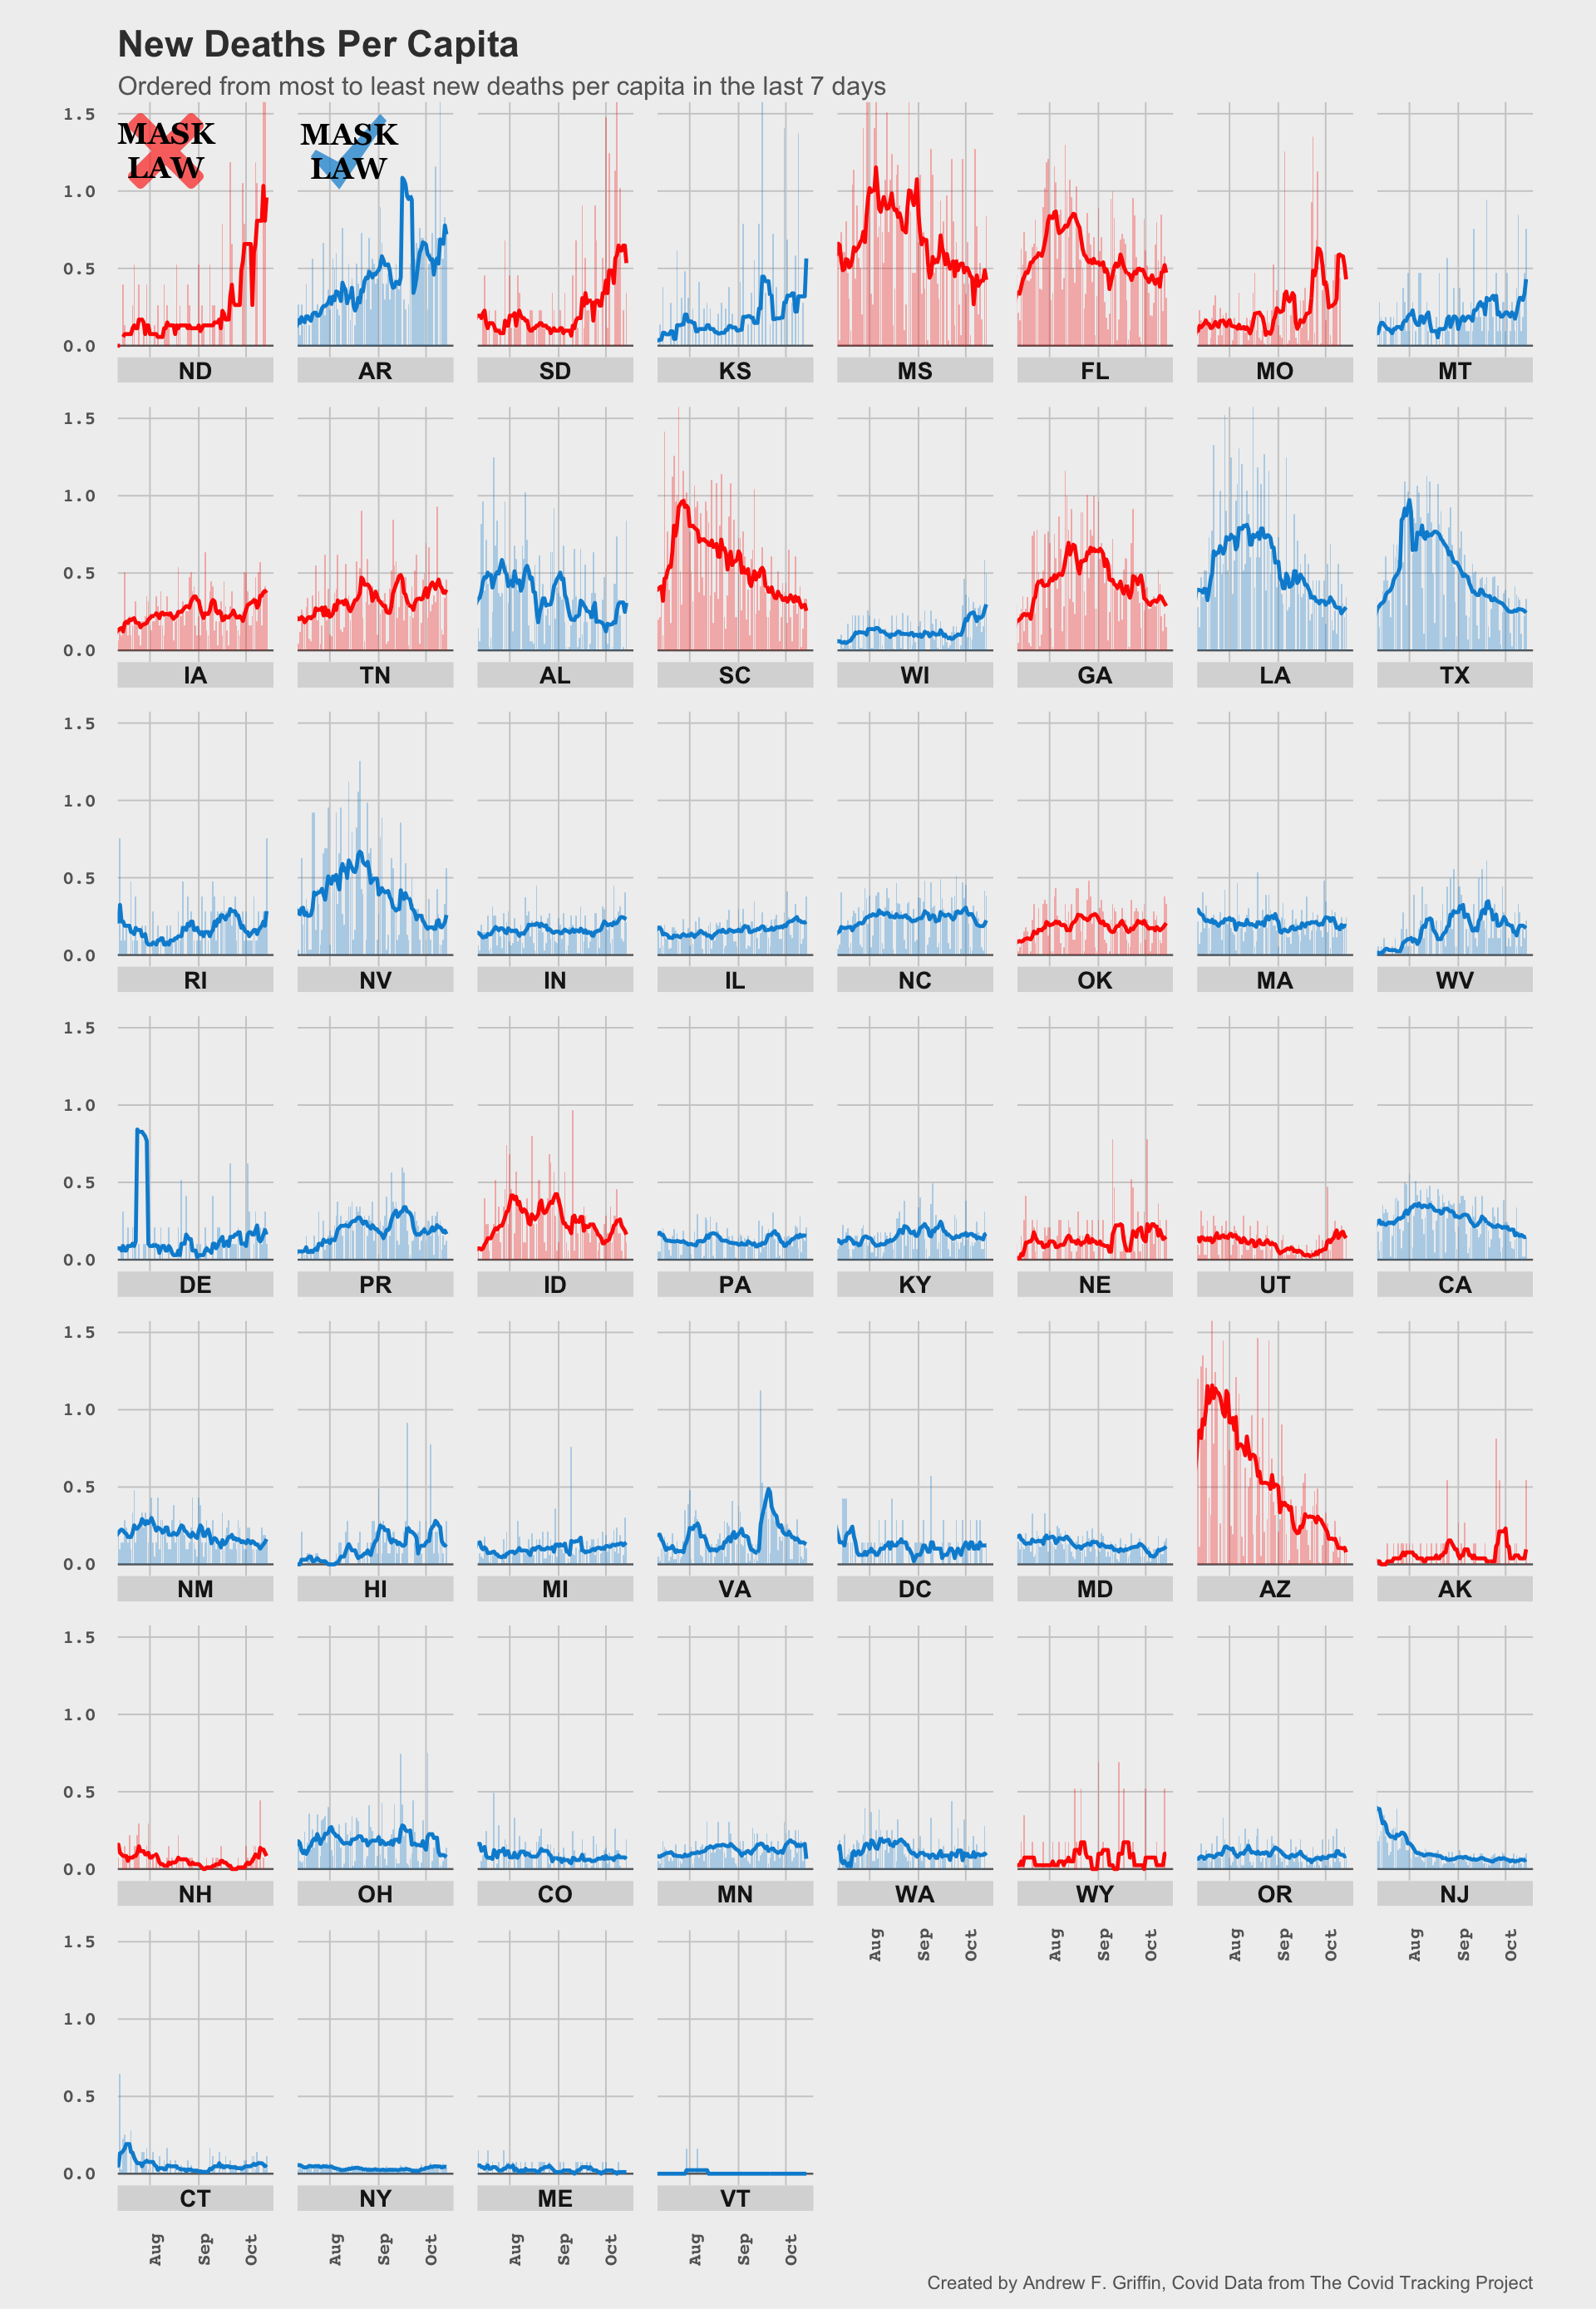 New Deaths Per Capita
Ordered from most to least new deaths per capita in the last 7 days
MASK
LAW
MASK
LAW
1.5
1.0
0.5
0.0
ND AR SD KS MS FL MO MT
1.5
1.0
0.5
0.0
IA TN AL SC WI GA LA TX
1.5
1.0
0.5
0.0
RI NV IN IL NC OK MA WV
1.5
1.0
0.5
0.0
DE PR ID PA KY NE UT CA
1.5
1.0
0.5
0.0
NM HI MI VA DC MD AZ AK
1.5
1.0
0.5
0.0
NH OH CO MN WA WY OR NJ
Aug Sep Oct Aug Sep Oct Aug Sep Oct Aug Sep Oct
1.5
1.0
0.5
0.0
CT NY ME VT
Aug Sep Oct Aug Sep Oct Aug Sep Oct Aug Sep Oct
Created by Andrew F. Griffin, Covid Data from The Covid Tracking Project